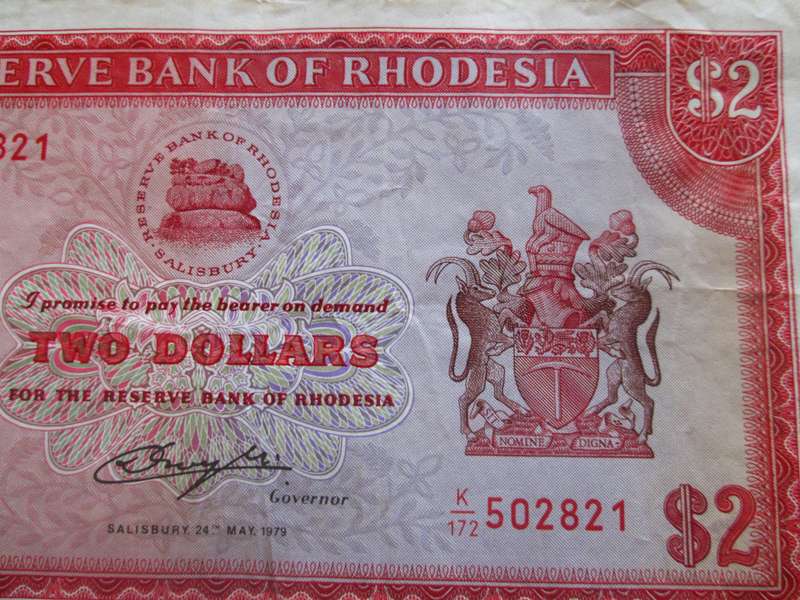 ERVE BANK OF RHODESIA
$2
821
RESERVE BANK OF RHODESIA
SALISBURY
I promise to pay the bearer on demand
TWO DOLLARS
FOR THE RESERVE BANK OF RHODESIA
Governor
SALISBURY, 24TH MAY, 1979
NOMINE DIGNA
K/172 502821
$2